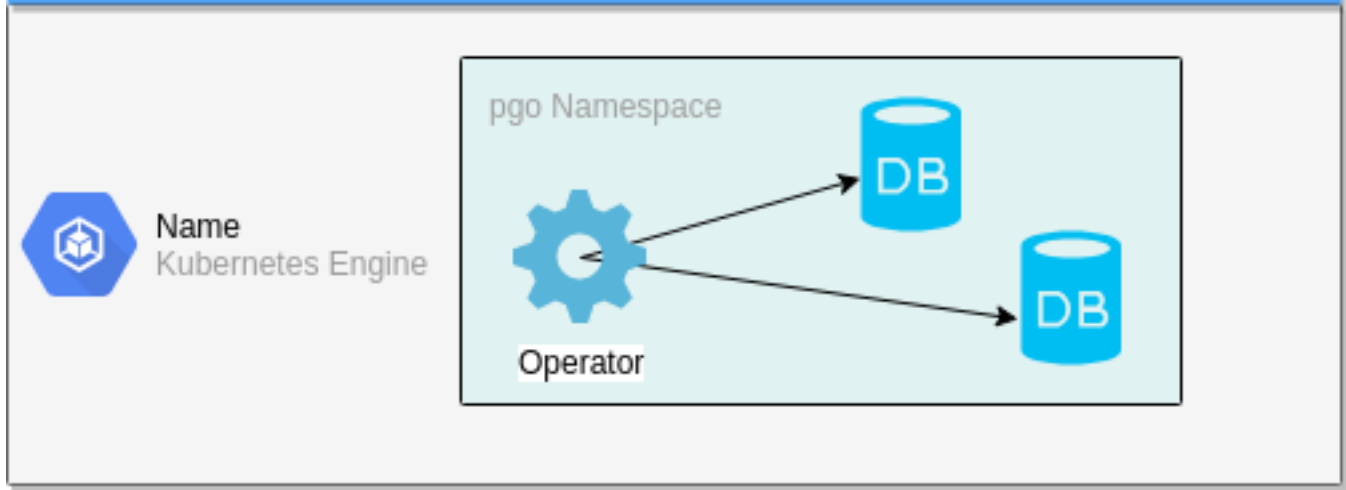 pgo Namespace
DB
Name
Kubernetes Engine
DB
Operator